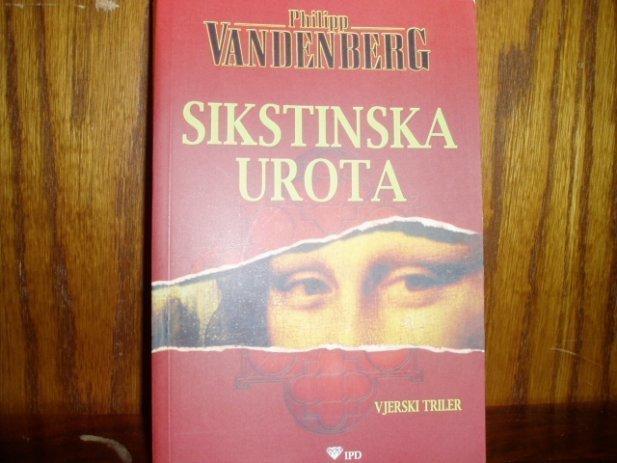 Philipp
VANDENBERG
SIKSTINSKA
UROTA
VJERSKI TRILER
IPD